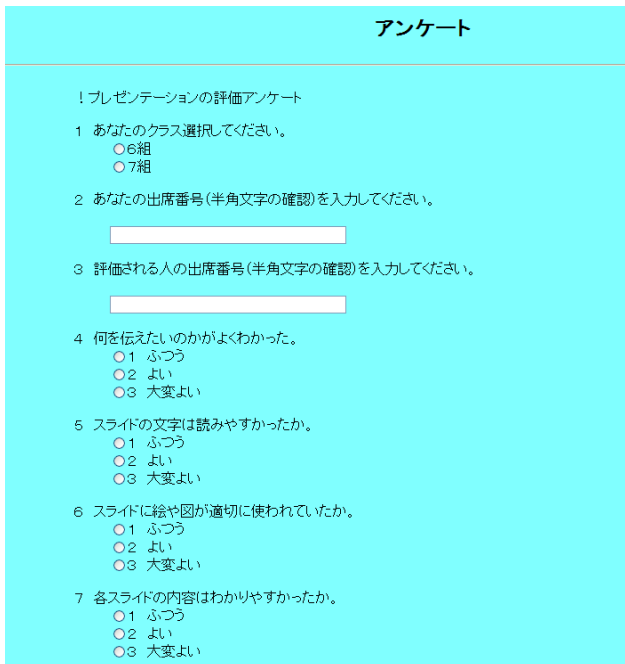 アンケート
！プレゼンテーションの評価アンケート
１ あなたのクラス選択してください。
６組
７組
２ あなたの出席番号(半角文字の確認)を入力してください。
３ 評価される人の出席番号(半角文字の確認)を入力してください。
４ 何を伝えたいのかがよくわかった。
１ ふつう
２ よい
３ 大変よい
５ スライドの文字は読みやすかったか。
１ ふつう
２ よい
３ 大変よい
６ スライドに絵や図が適切に使われていたか。
１ ふつう
２ よい
３ 大変よい
７ 各スライドの内容はわかりやすかったか。
１ ふつう
２ よい
３ 大変よい